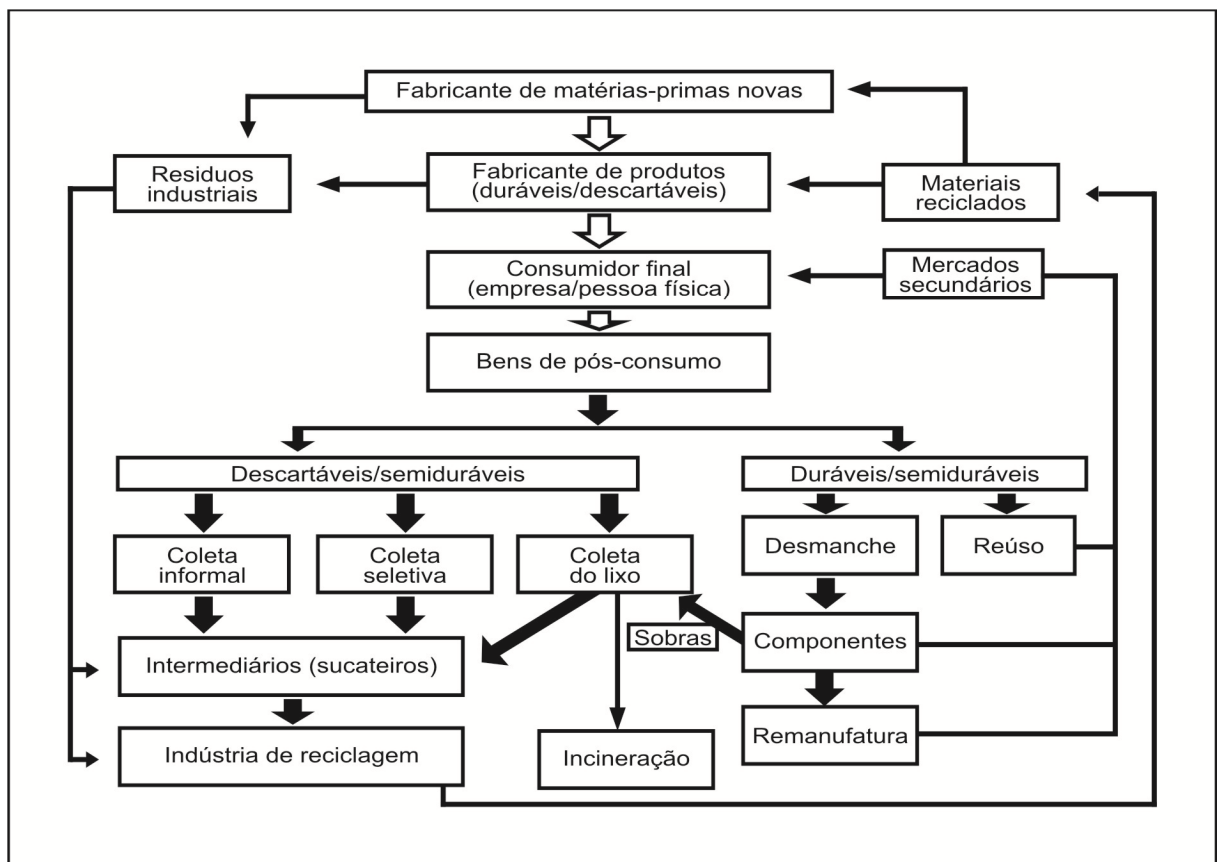 Fabricante de matérias-primas novas
Residuos
industriais
Fabricante de produtos
(duráveis/descartáveis)
Materiais
reciclados
Consumidor final
(empresa/pessoa física)
Mercados
secundários
Bens de pós-consumo
Descartáveis/semiduráveis
Duráveis/semiduráveis
Coleta
informal
Coleta
seletiva
Coleta
do lixo
Desmanche
Reúso
Sobras
Componentes
Intermediários (sucateiros)
Remanufatura
Indústria de reciclagem
Incineração